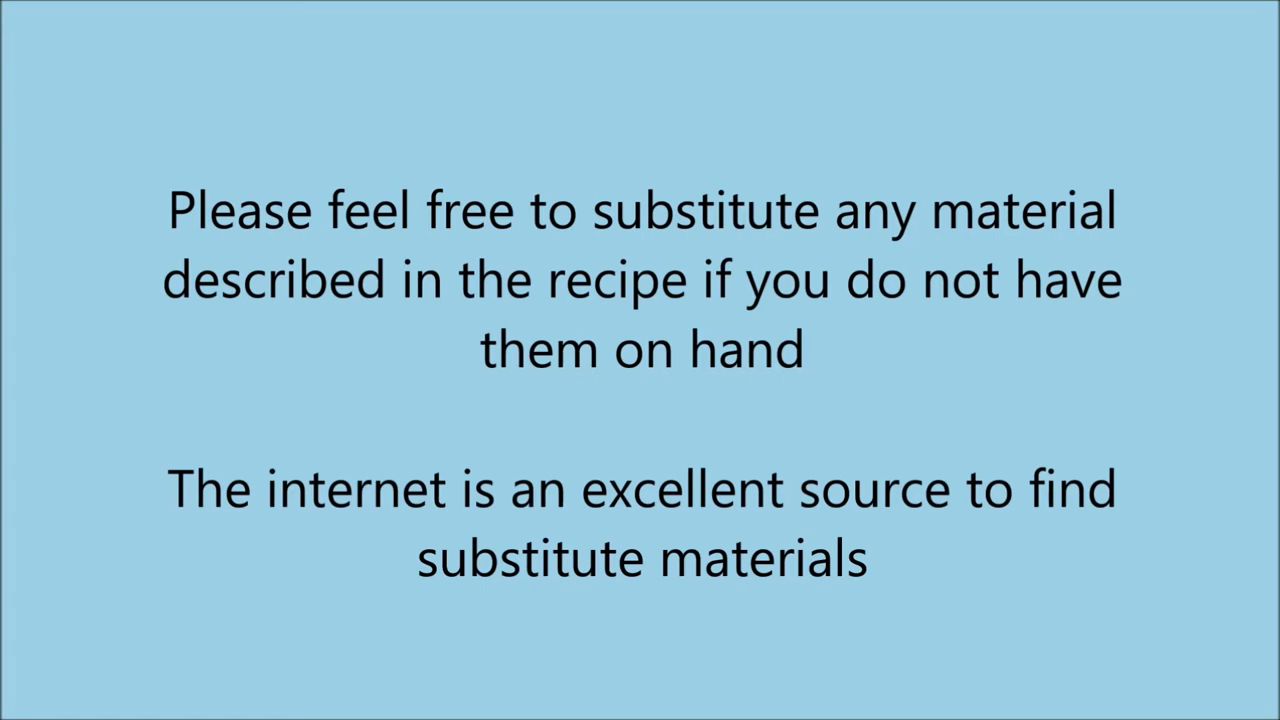 Please feel free to substitute any material
described in the recipe if you do not have
them on hand
The internet is an excellent source to find
substitute materials